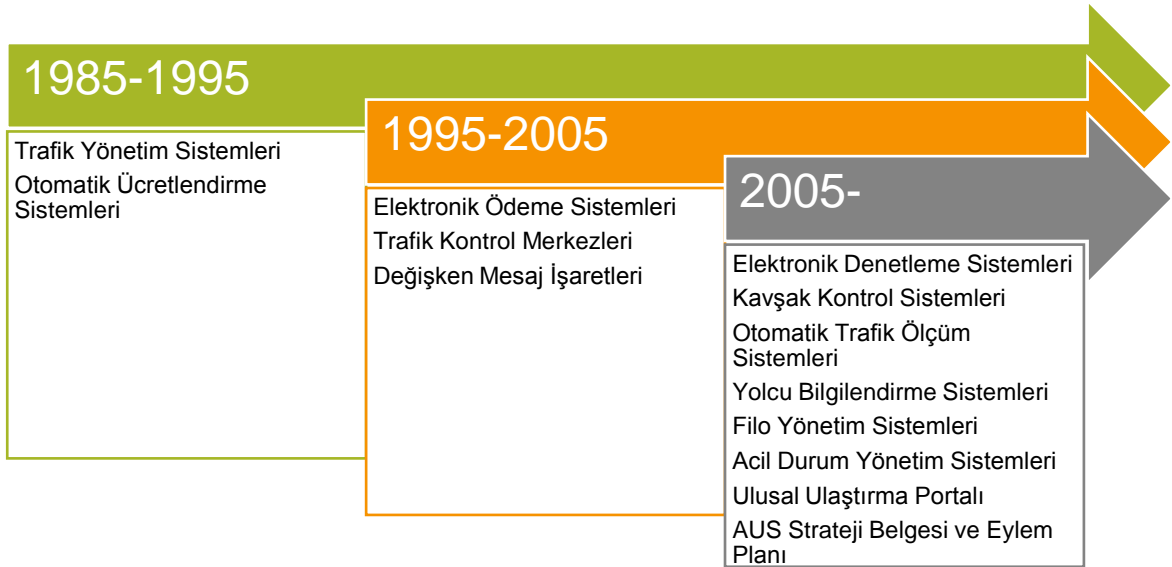 1985-1995
Trafik Yönetim Sistemleri
Otomatik Ücretlendirme
Sistemleri
1995-2005
Elektronik Ödeme Sistemleri
Trafik Kontrol Merkezleri
Değişken Mesaj İşaretleri
2005-
Elektronik Denetleme Sistemleri
Kavşak Kontrol Sistemleri
Otomatik Trafik Ölçüm
Sistemleri
Yolcu Bilgilendirme Sistemleri
Filo Yönetim Sistemleri
Acil Durum Yönetim Sistemleri
Ulusal Ulaştırma Portalı
AUS Strateji Belgesi ve Eylem
Planı